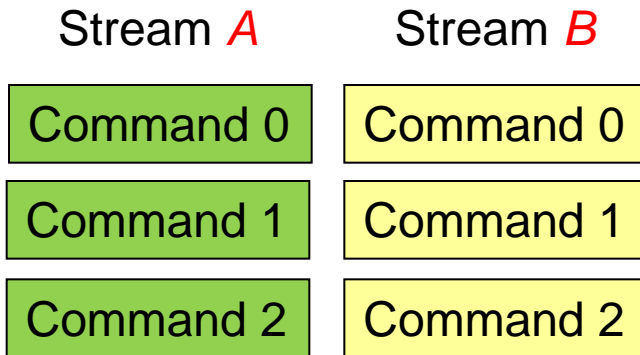 Stream A Stream B
Command 0 Command 0
Command 1 Command 1
Command 2 Command 2